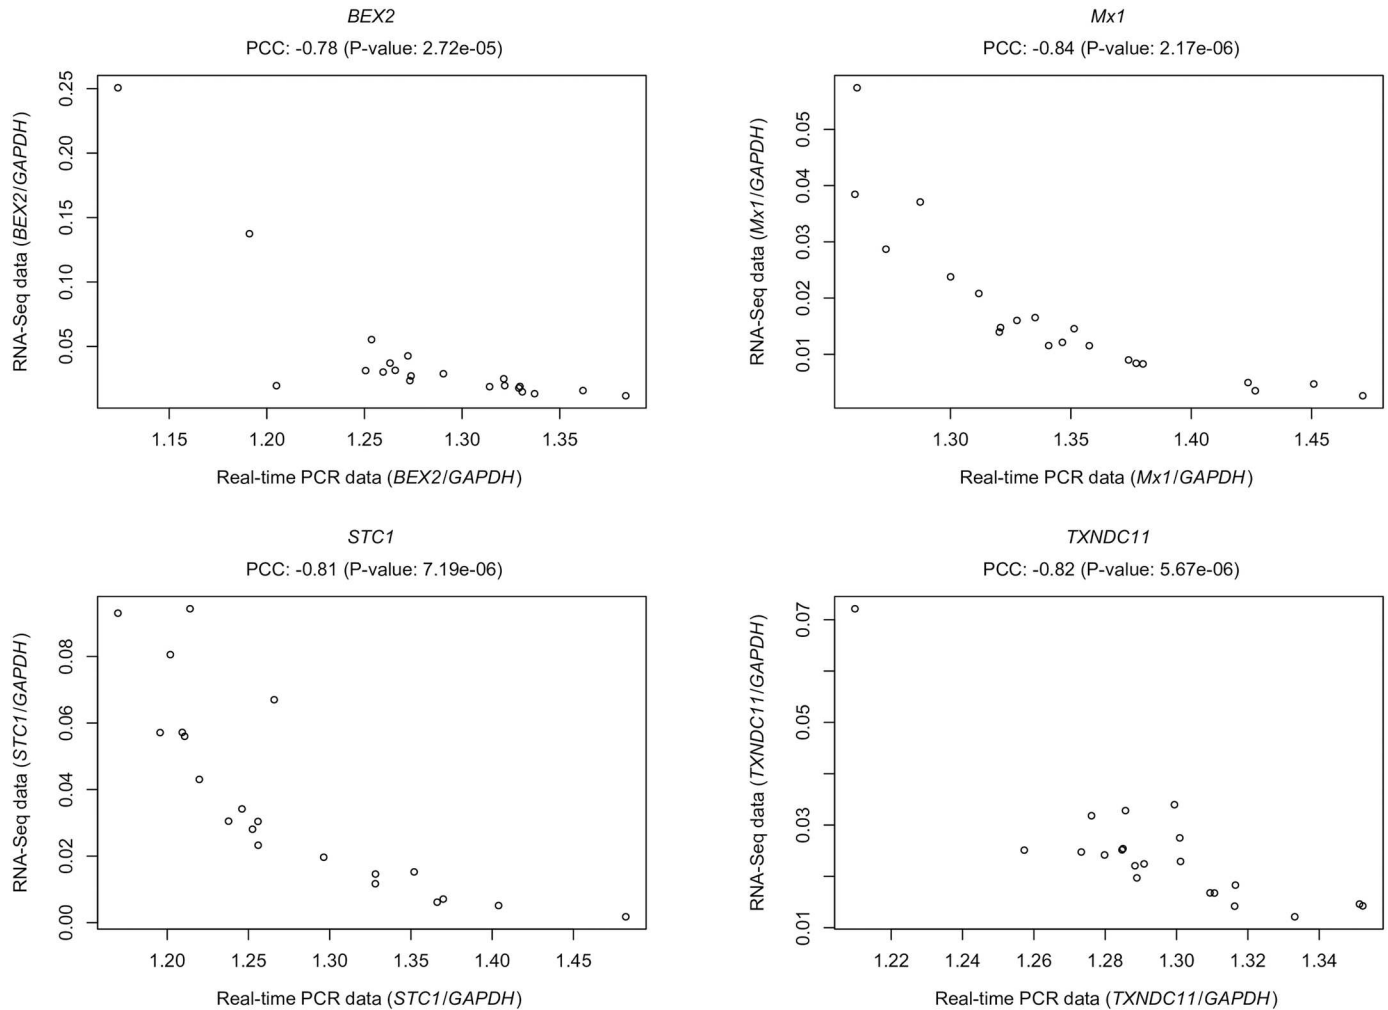 BEX2
PCC: -0.78 (P-value: 2.72e-05)
RNA-Seq data (BEX2/GAPDH)
0.25
0.20
0.15
0.10
0.05
1.15 1.20 1.25 1.30 1.35
Real-time PCR data (BEX2/GAPDH)
Mx1
PCC: -0.84 (P-value: 2.17e-06)
RNA-Seq data (Mx1/GAPDH)
0.05
0.04
0.03
0.02
0.01
1.30 1.35 1.40 1.45
Real-time PCR data (Mx1/GAPDH)
STC1
PCC: -0.81 (P-value: 7.19e-06)
RNA-Seq data (STC1/GAPDH)
0.08
0.06
0.04
0.02
0.00
1.20 1.25 1.30 1.35 1.40 1.45
Real-time PCR data (STC1/GAPDH)
TXNDC11
PCC: -0.82 (P-value: 5.67e-06)
RNA-Seq data (TXNDC11/GAPDH)
0.07
0.05
0.03
0.01
1.22 1.24 1.26 1.28 1.30 1.32 1.34
Real-time PCR data (TXNDC11/GAPDH)